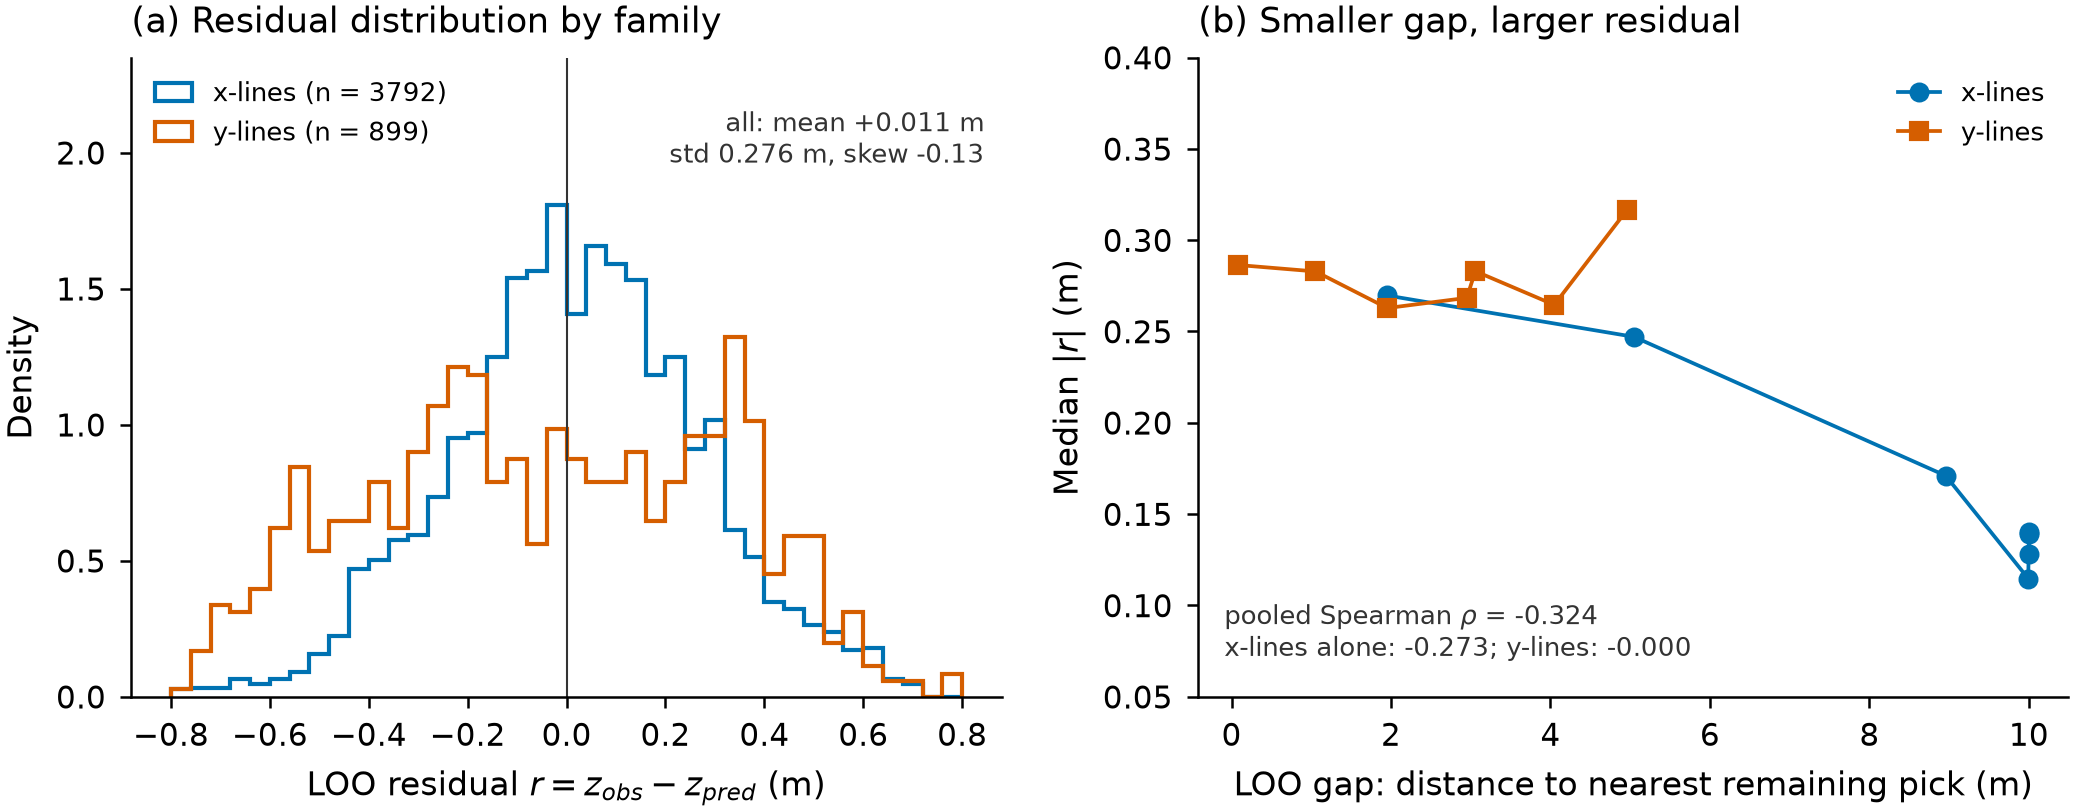 (a) Residual distribution by family
x-lines (n = 3792)
y-lines (n = 899)
all: mean +0.011 m
std 0.276 m, skew -0.13
Density
2.0
1.5
1.0
0.5
0.0
−0.8 −0.6 −0.4 −0.2 0.0 0.2 0.4 0.6 0.8
LOO residual r = z_obs − z_pred (m)
(b) Smaller gap, larger residual
x-lines
y-lines
Median |r| (m)
0.40
0.35
0.30
0.25
0.20
0.15
0.10
0.05
pooled Spearman ρ = -0.324
x-lines alone: -0.273; y-lines: -0.000
0 2 4 6 8 10
LOO gap: distance to nearest remaining pick (m)